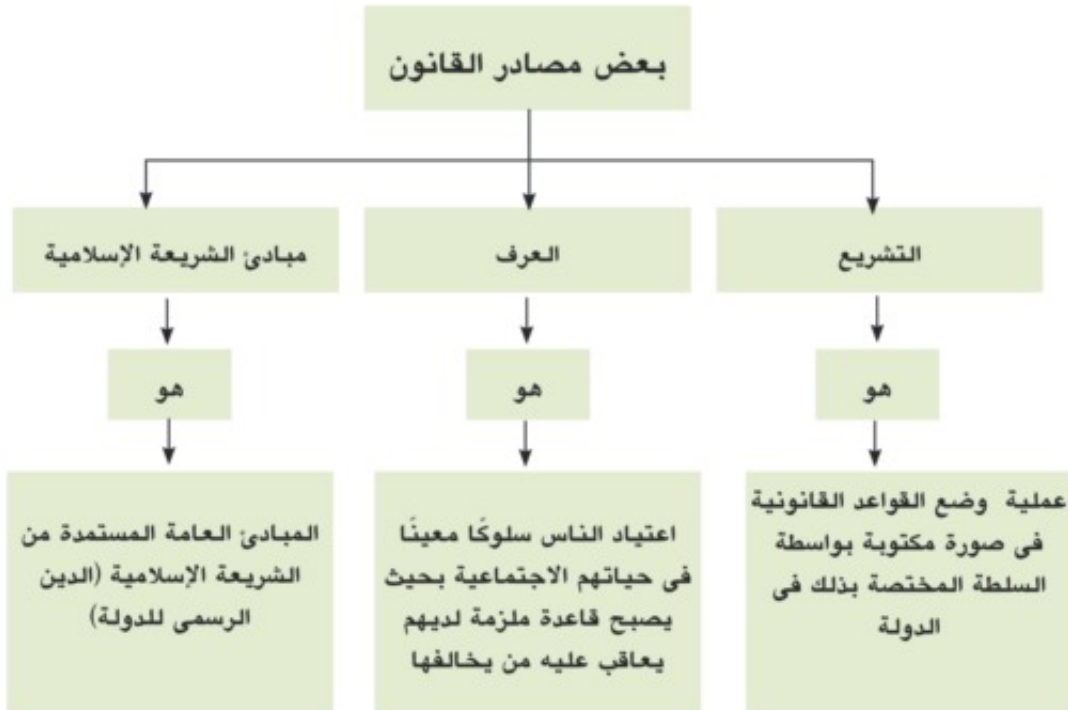 بعض مصادر القانون
التشريع
العرف
مبادئ الشريعة الإسلامية
هو
هو
هو
عملية وضع القواعد القانونية
فى صورة مكتوبة بواسطة
السلطة المختصة بذلك فى
الدولة
اعتياد الناس سلوكًا معينًا
فى حياتهم الاجتماعية بحيث
يصبح قاعدة ملزمة لديهم
يعاقب عليه من يخالفها
المبادئ العامة المستمدة من
الشريعة الإسلامية (الدين
الرسمى للدولة)